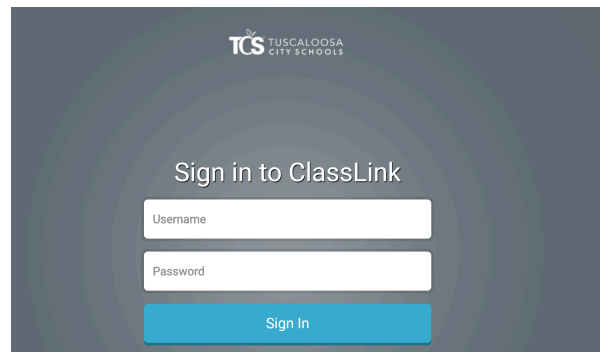 TCS TUSCALOOSA
CITY SCHOOLS
Sign in to ClassLink
Username
Password
Sign In